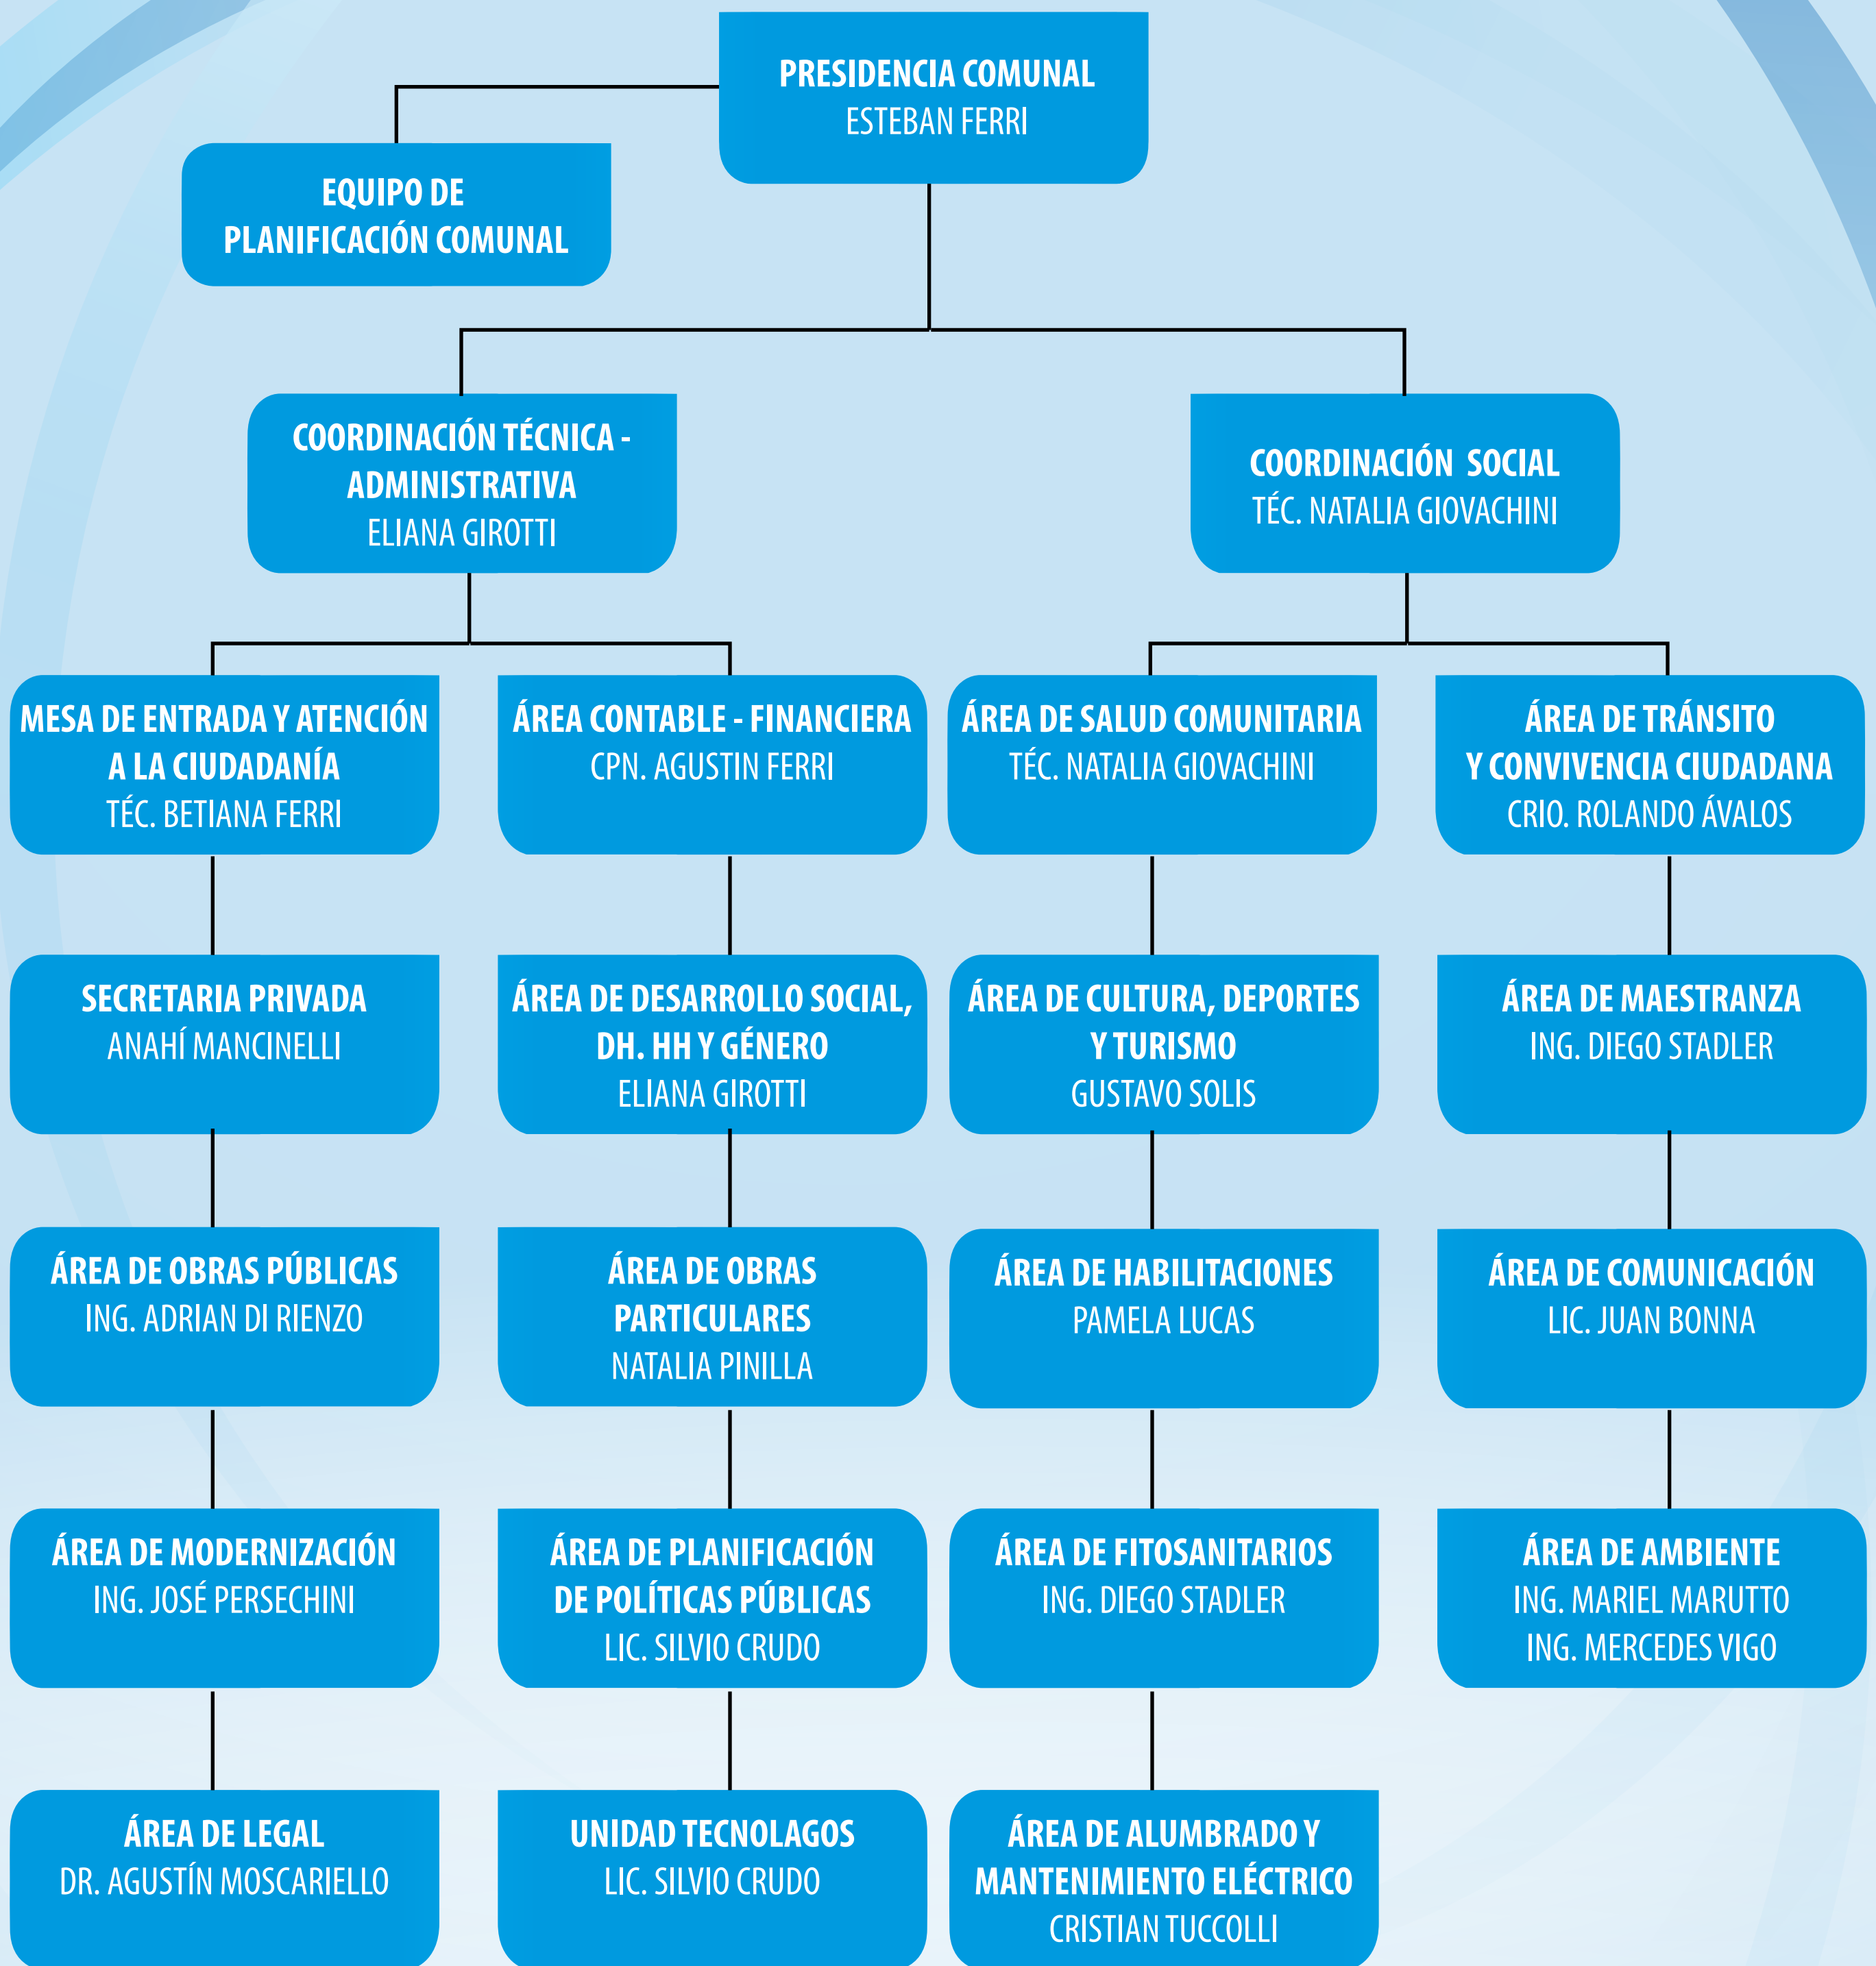 PRESIDENCIA COMUNAL
ESTEBAN FERRI
EQUIPO DE
PLANIFICACIÓN COMUNAL
COORDINACIÓN TÉCNICA -
ADMINISTRATIVA
ELIANA GIROTTI
COORDINACIÓN SOCIAL
TÉC. NATALIA GIOVACHINI
MESA DE ENTRADA Y ATENCIÓN
A LA CIUDADANÍA
TÉC. BETIANA FERRI
ÁREA CONTABLE - FINANCIERA
CPN. AGUSTIN FERRI
ÁREA DE SALUD COMUNITARIA
TÉC. NATALIA GIOVACHINI
ÁREA DE TRÁNSITO
Y CONVIVENCIA CIUDADANA
CRIO. ROLANDO ÁVALOS
SECRETARIA PRIVADA
ANAHÍ MANCINELLI
ÁREA DE DESARROLLO SOCIAL,
DH. HH Y GÉNERO
ELIANA GIROTTI
ÁREA DE CULTURA, DEPORTES
Y TURISMO
GUSTAVO SOLIS
ÁREA DE MAESTRANZA
ING. DIEGO STADLER
ÁREA DE OBRAS PÚBLICAS
ING. ADRIAN DI RIENZO
ÁREA DE OBRAS
PARTICULARES
NATALIA PINILLA
ÁREA DE HABILITACIONES
PAMELA LUCAS
ÁREA DE COMUNICACIÓN
LIC. JUAN BONNA
ÁREA DE MODERNIZACIÓN
ING. JOSÉ PERSECHINI
ÁREA DE PLANIFICACIÓN
DE POLÍTICAS PÚBLICAS
LIC. SILVIO CRUDO
ÁREA DE FITOSANITARIOS
ING. DIEGO STADLER
ÁREA DE AMBIENTE
ING. MARIEL MARUTTO
ING. MERCEDES VIGO
ÁREA DE LEGAL
DR. AGUSTÍN MOSCARIELLO
UNIDAD TECNOLAGOS
LIC. SILVIO CRUDO
ÁREA DE ALUMBRADO Y
MANTENIMIENTO ELÉCTRICO
CRISTIAN TUCCOLLI